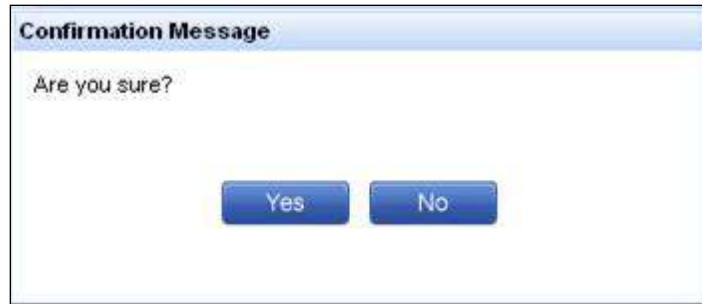 Confirmation Message
Are you sure?
Yes No